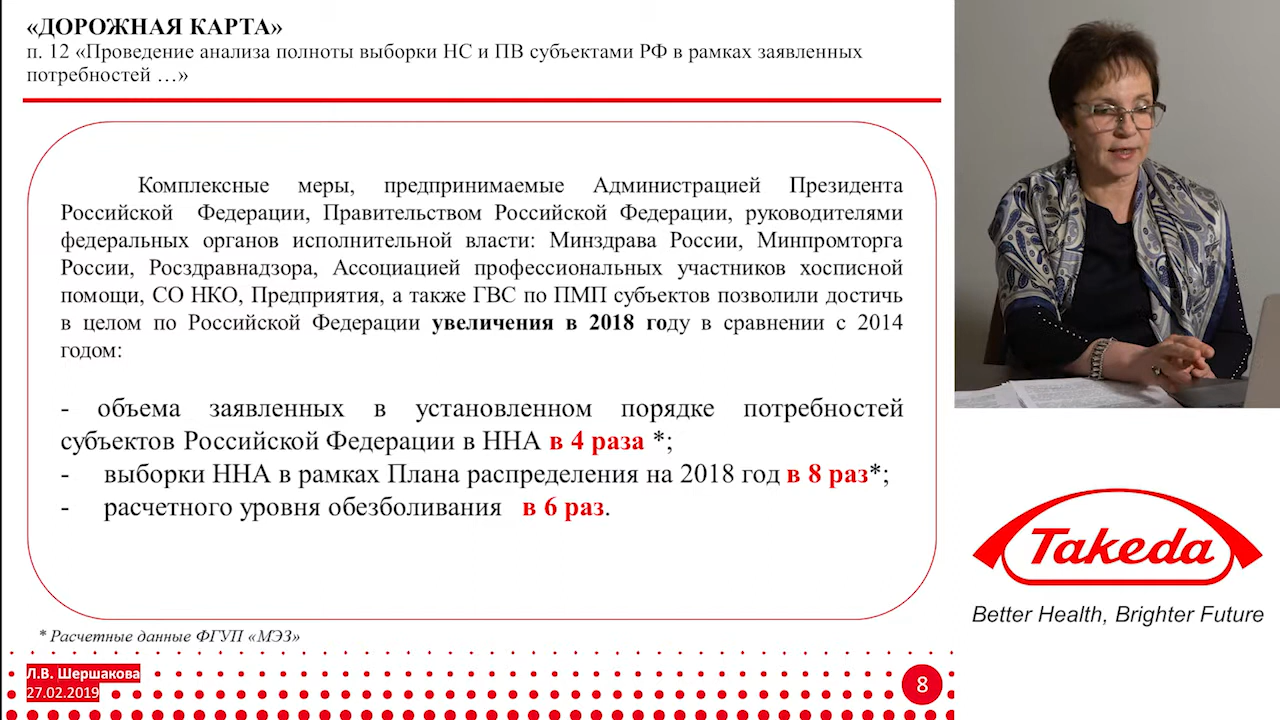 «ДОРОЖНАЯ КАРТА»
п. 12 «Проведение анализа полноты выборки НС и ПВ субъектами РФ в рамках заявленных
потребностей …»
Комплексные меры, предпринимаемые Администрацией Президента
Российской Федерации, Правительством Российской Федерации, руководителями
федеральных органов исполнительной власти: Минздрава России, Минпромторга
России, Росздравнадзора, Ассоциацией профессиональных участников хосписной
помощи, СО НКО, Предприятия, а также ГВС по ПМП субъектов позволили достичь
в целом по Российской Федерации увеличения в 2018 году в сравнении с 2014
годом:
- объема заявленных в установленном порядке потребностей
субъектов Российской Федерации в ННА в 4 раза *;
- выборки ННА в рамках Плана распределения на 2018 год в 8 раз*;
- расчетного уровня обезболивания в 6 раз.
* Расчетные данные ФГУП «МЭЗ»
Л.В. Шершакова
27.02.2019
8
Takeda
Better Health, Brighter Future